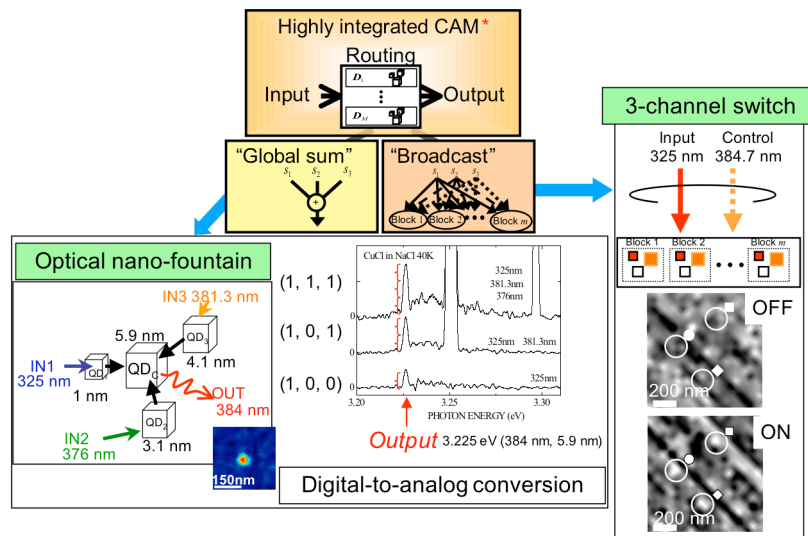 Highly integrated CAM*
Routing
Input
D1
DM
Output
"Global sum"
s1 s2 s3
+
"Broadcast"
s1 s2 s3
Block 1 Block 2 Block m
3-channel switch
Input
325 nm
Control
384.7 nm
Block 1 Block 2 Block m
OFF
200 nm
ON
200 nm
Optical nano-fountain
IN3 381.3 nm
5.9 nm
QD3
4.1 nm
IN1
325 nm
1 nm
QDC
OUT
384 nm
QD2
3.1 nm
IN2
376 nm
150nm
(1, 1, 1)
(1, 0, 1)
(1, 0, 0)
CuCl in NaCl 40K
325nm
381.3nm
376nm
325nm 381.3nm
325nm
0
0
0
3.20 3.25 3.30
PHOTON ENERGY (eV)
Output 3.225 eV (384 nm, 5.9 nm)
Digital-to-analog conversion